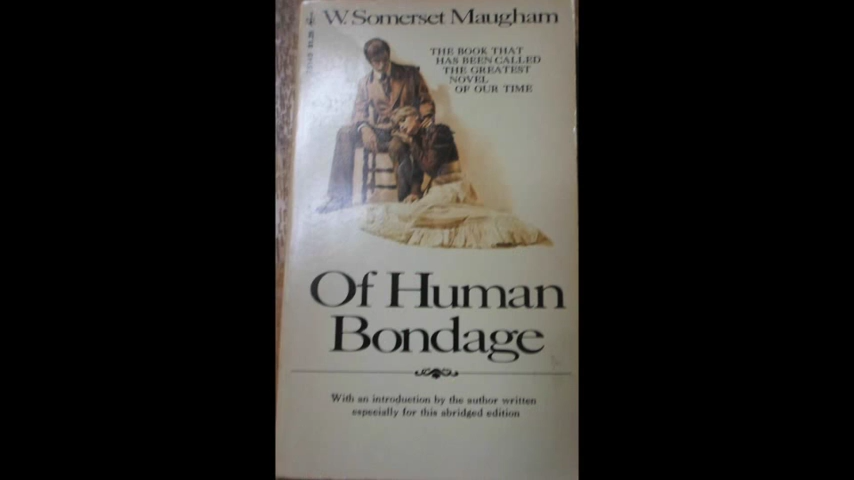 W. Somerset Maugham
THE BOOK THAT
HAS BEEN CALLED
THE GREATEST
NOVEL
OF OUR TIME
Of Human
Bondage
With an introduction by the author written
especially for this abridged edition